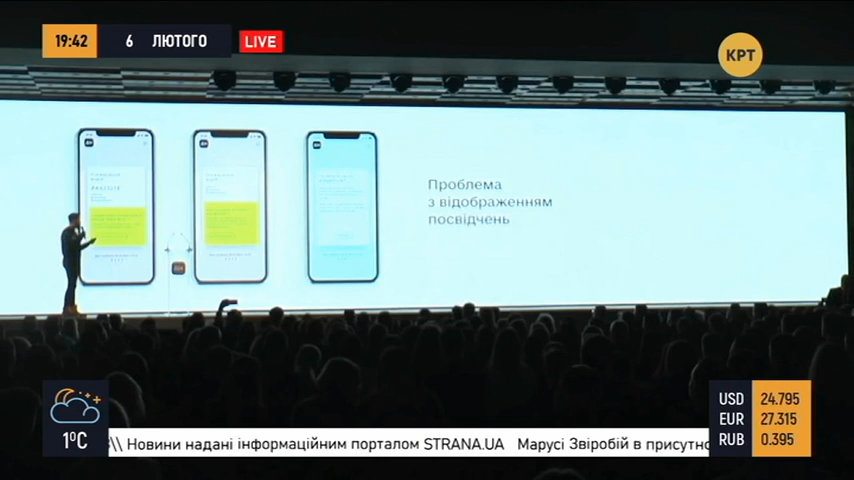 19:42
6 ЛЮТОГО
LIVE
КРТ
Проблема
з відображенням
посвідчень
USD 24.795
EUR 27.315
RUB 0.395
1°C
\\ Новини надані інформаційним порталом STRANA.UA Марусі Звіробій в присутно